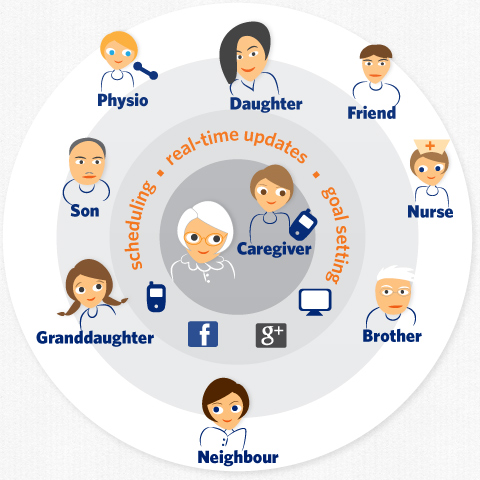 Physio
Daughter
Friend
real-time updates
scheduling
goal setting
Son
Nurse
Caregiver
Granddaughter
f
g+
Brother
Neighbour